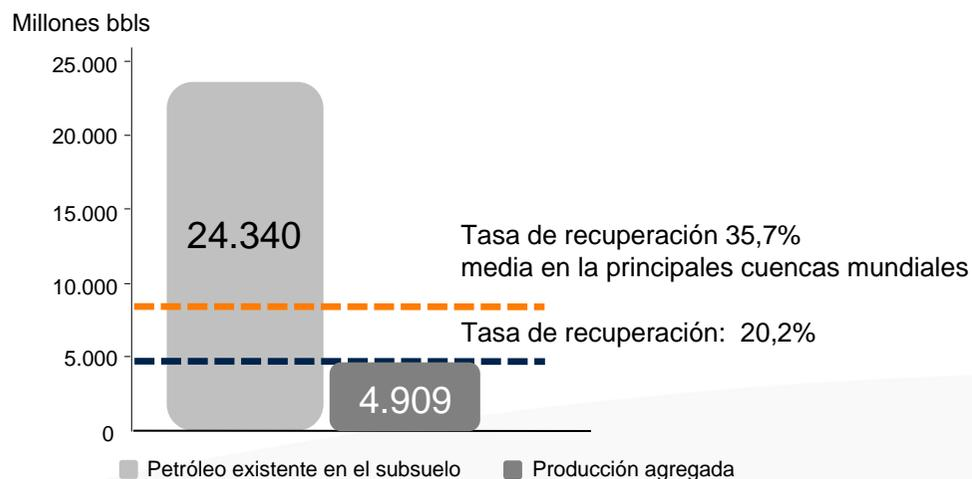 Millones bbls
25.000
20.000
15.000
10.000
5.000
0
24.340
4.909
Tasa de recuperación 35,7%
media en la principales cuencas mundiales
Tasa de recuperación: 20,2%
Petróleo existente en el subsuelo
Producción agregada